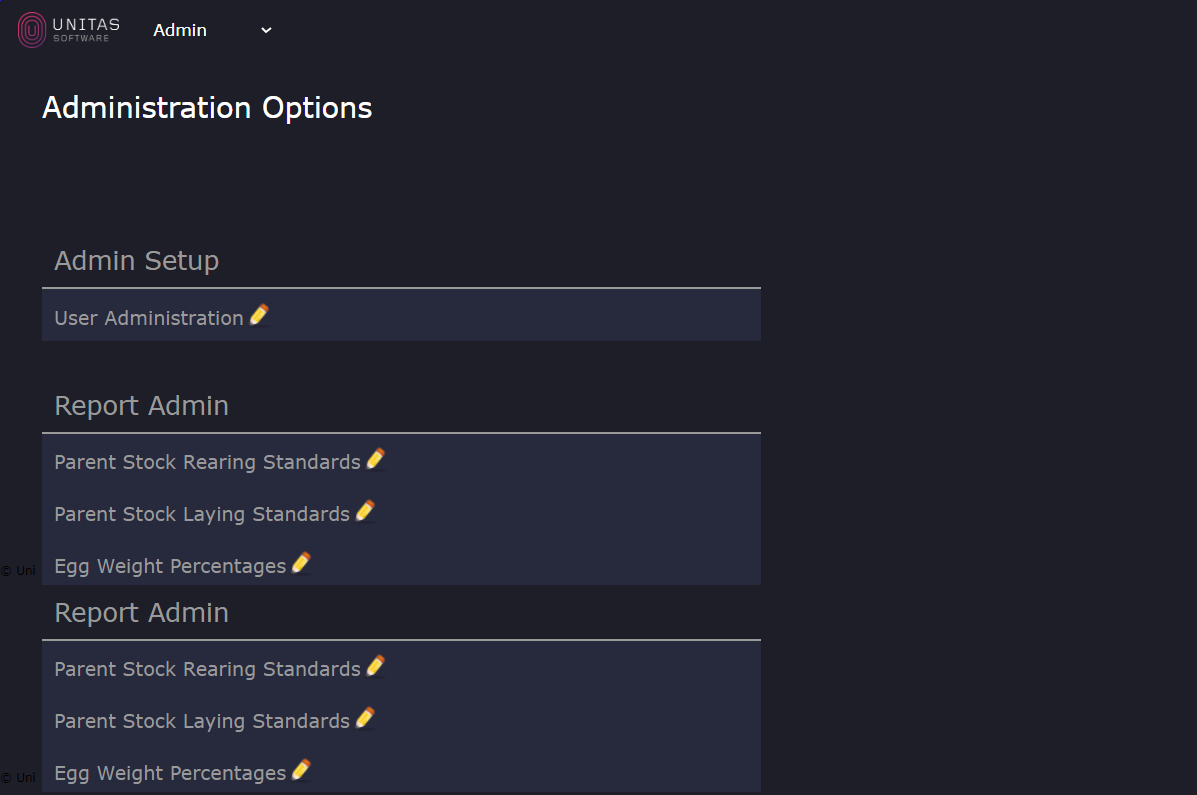 UNITAS
SOFTWARE
Admin
Administration Options
Admin Setup
User Administration
Report Admin
Parent Stock Rearing Standards
Parent Stock Laying Standards
Egg Weight Percentages
© Uni
Report Admin
Parent Stock Rearing Standards
Parent Stock Laying Standards
Egg Weight Percentages
© Uni